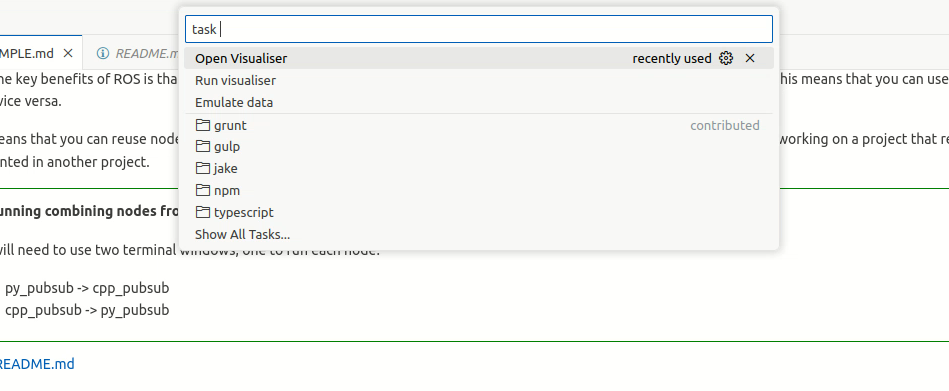 task
MPLE.md
README.m
Open Visualiser recently used
he key benefits of ROS is tha
his means that you can use
Run visualiser
vice versa.
Emulate data
grunt contributed
eans that you can reuse node
working on a project that re
gulp
nted in another project.
jake
npm
unning combining nodes fro
typescript
Show All Tasks...
will need to use two terminal windows, one to run each node.
py_pubsub -> cpp_pubsub
cpp_pubsub -> py_pubsub
README.md